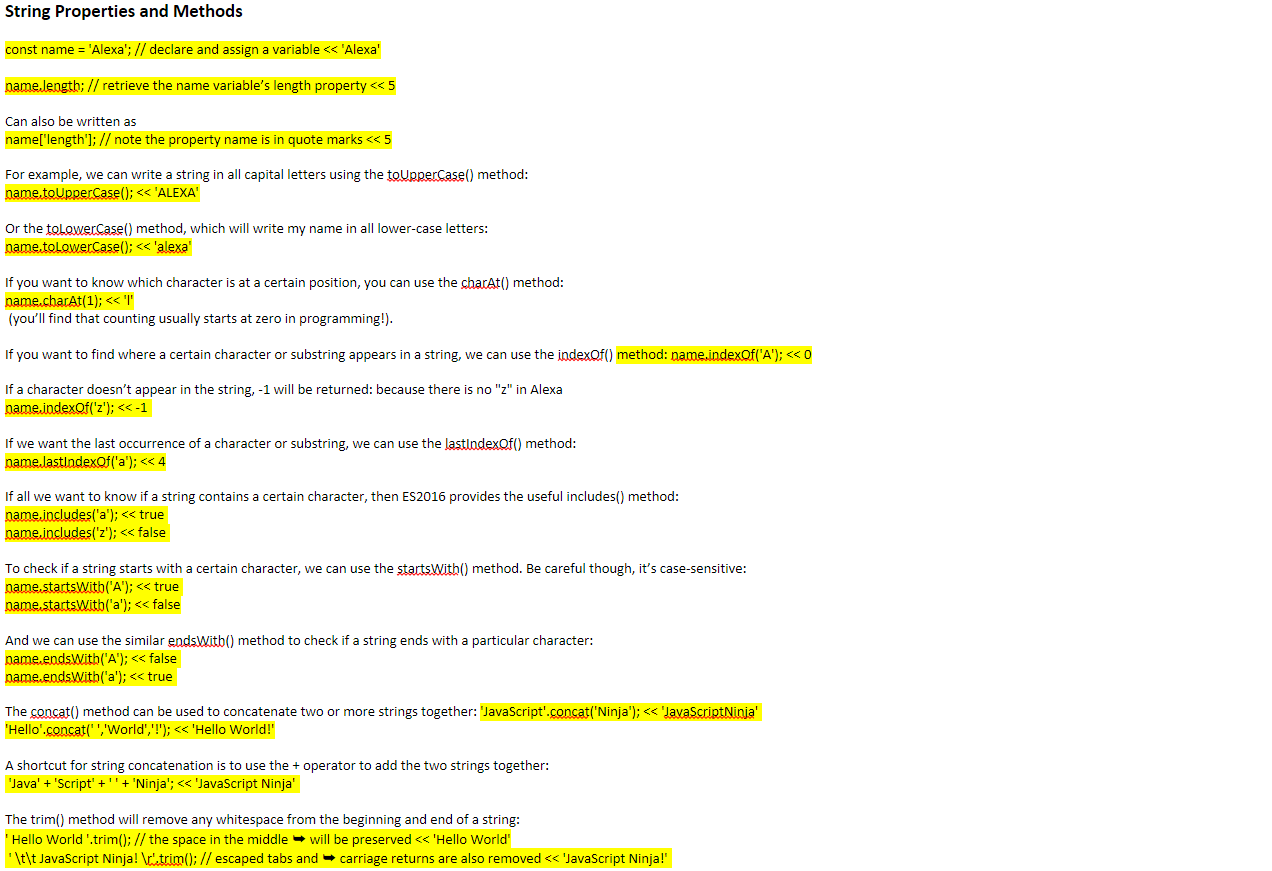 String Properties and Methods
const name = 'Alexa'; // declare and assign a variable << 'Alexa'
name.length; // retrieve the name variable’s length property << 5
Can also be written as
name['length']; // note the property name is in quote marks << 5
For example, we can write a string in all capital letters using the toUpperCase() method:
name.toUpperCase(); << 'ALEXA'
Or the toLowerCase() method, which will write my name in all lower-case letters:
name.toLowerCase(); << 'alexa'
If you want to know which character is at a certain position, you can use the charAt() method:
name.charAt(1); << 'l'
(you’ll find that counting usually starts at zero in programming!).
If you want to find where a certain character or substring appears in a string, we can use the indexOf() method: name.indexOf('A'); << 0
If a character doesn’t appear in the string, -1 will be returned: because there is no "z" in Alexa
name.indexOf('z'); << -1
If we want the last occurrence of a character or substring, we can use the lastIndexOf() method:
name.lastIndexOf('a'); << 4
If all we want to know if a string contains a certain character, then ES2016 provides the useful includes() method:
name.includes('a'); << true
name.includes('z'); << false
To check if a string starts with a certain character, we can use the startsWith() method. Be careful though, it’s case-sensitive:
name.startsWith('A'); << true
name.startsWith('a'); << false
And we can use the similar endsWith() method to check if a string ends with a particular character:
name.endsWith('A'); << false
name.endsWith('a'); << true
The concat() method can be used to concatenate two or more strings together: 'JavaScript'.concat('Ninja'); << 'JavaScriptNinja'
'Hello'.concat(' ','World','!'); << 'Hello World!'
A shortcut for string concatenation is to use the + operator to add the two strings together:
'Java' + 'Script' + ' ' + 'Ninja'; << 'JavaScript Ninja'
The trim() method will remove any whitespace from the beginning and end of a string:
' Hello World '.trim(); // the space in the middle ➥ will be preserved << 'Hello World'
' \t\t JavaScript Ninja! \r'.trim(); // escaped tabs and ➥ carriage returns are also removed << 'JavaScript Ninja!'